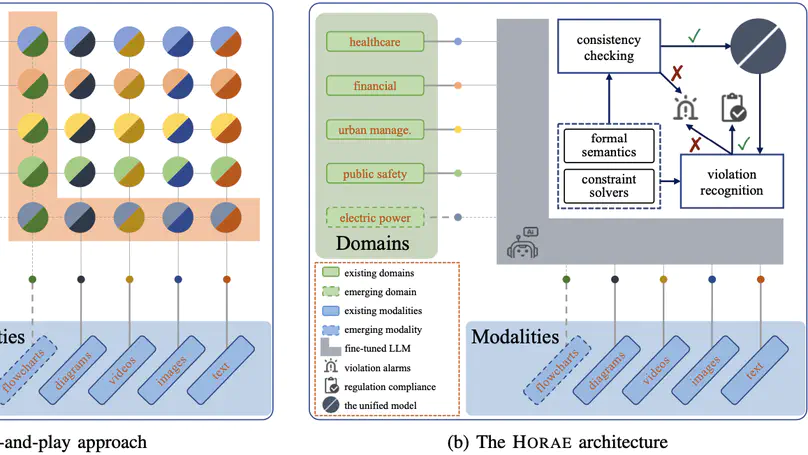 ties
flowcharts
diagrams
videos
images
text
-and-play approach
healthcare
financial
urban manage.
public safety
electric power
Domains
consistency
checking
✓
✗
formal
semantics
constraint
solvers
✗
✓
violation
recognition
Ai
existing domains
emerging domain
existing modalities
emerging modality
fine-tuned LLM
violation alarms
regulation compliance
the unified model
Modalities
flowcharts
diagrams
videos
images
text
(b) The HORAE architecture